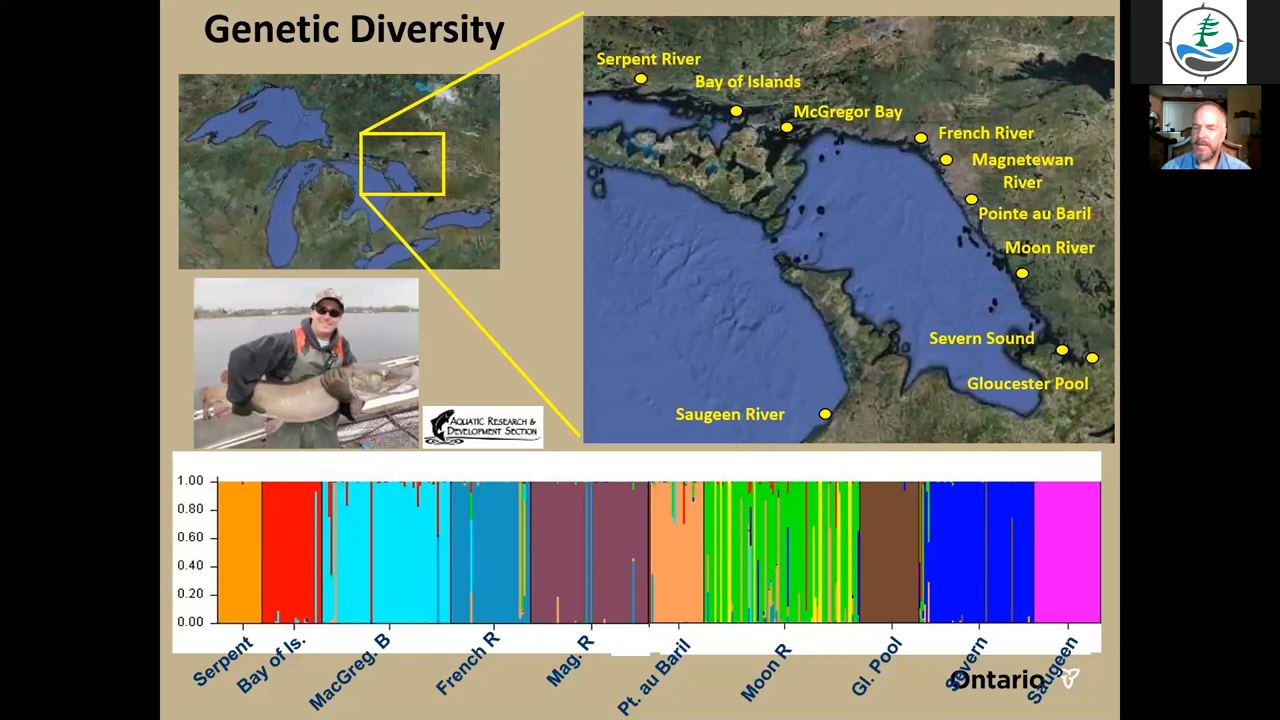 Genetic Diversity
Serpent River
Bay of Islands
McGregor Bay
French River
Magnetewan
River
Pointe au Baril
Moon River
Severn Sound
Gloucester Pool
Saugeen River
AQUATIC RESEARCH &
DEVELOPMENT SECTION
1.00
0.80
0.60
0.40
0.20
0.00
Serpent
Bay of Is.
MacGreg. B
French R
Mag. R
Pt. au Baril
Moon R
Gl. Pool
Severn
Saugeen
Ontario